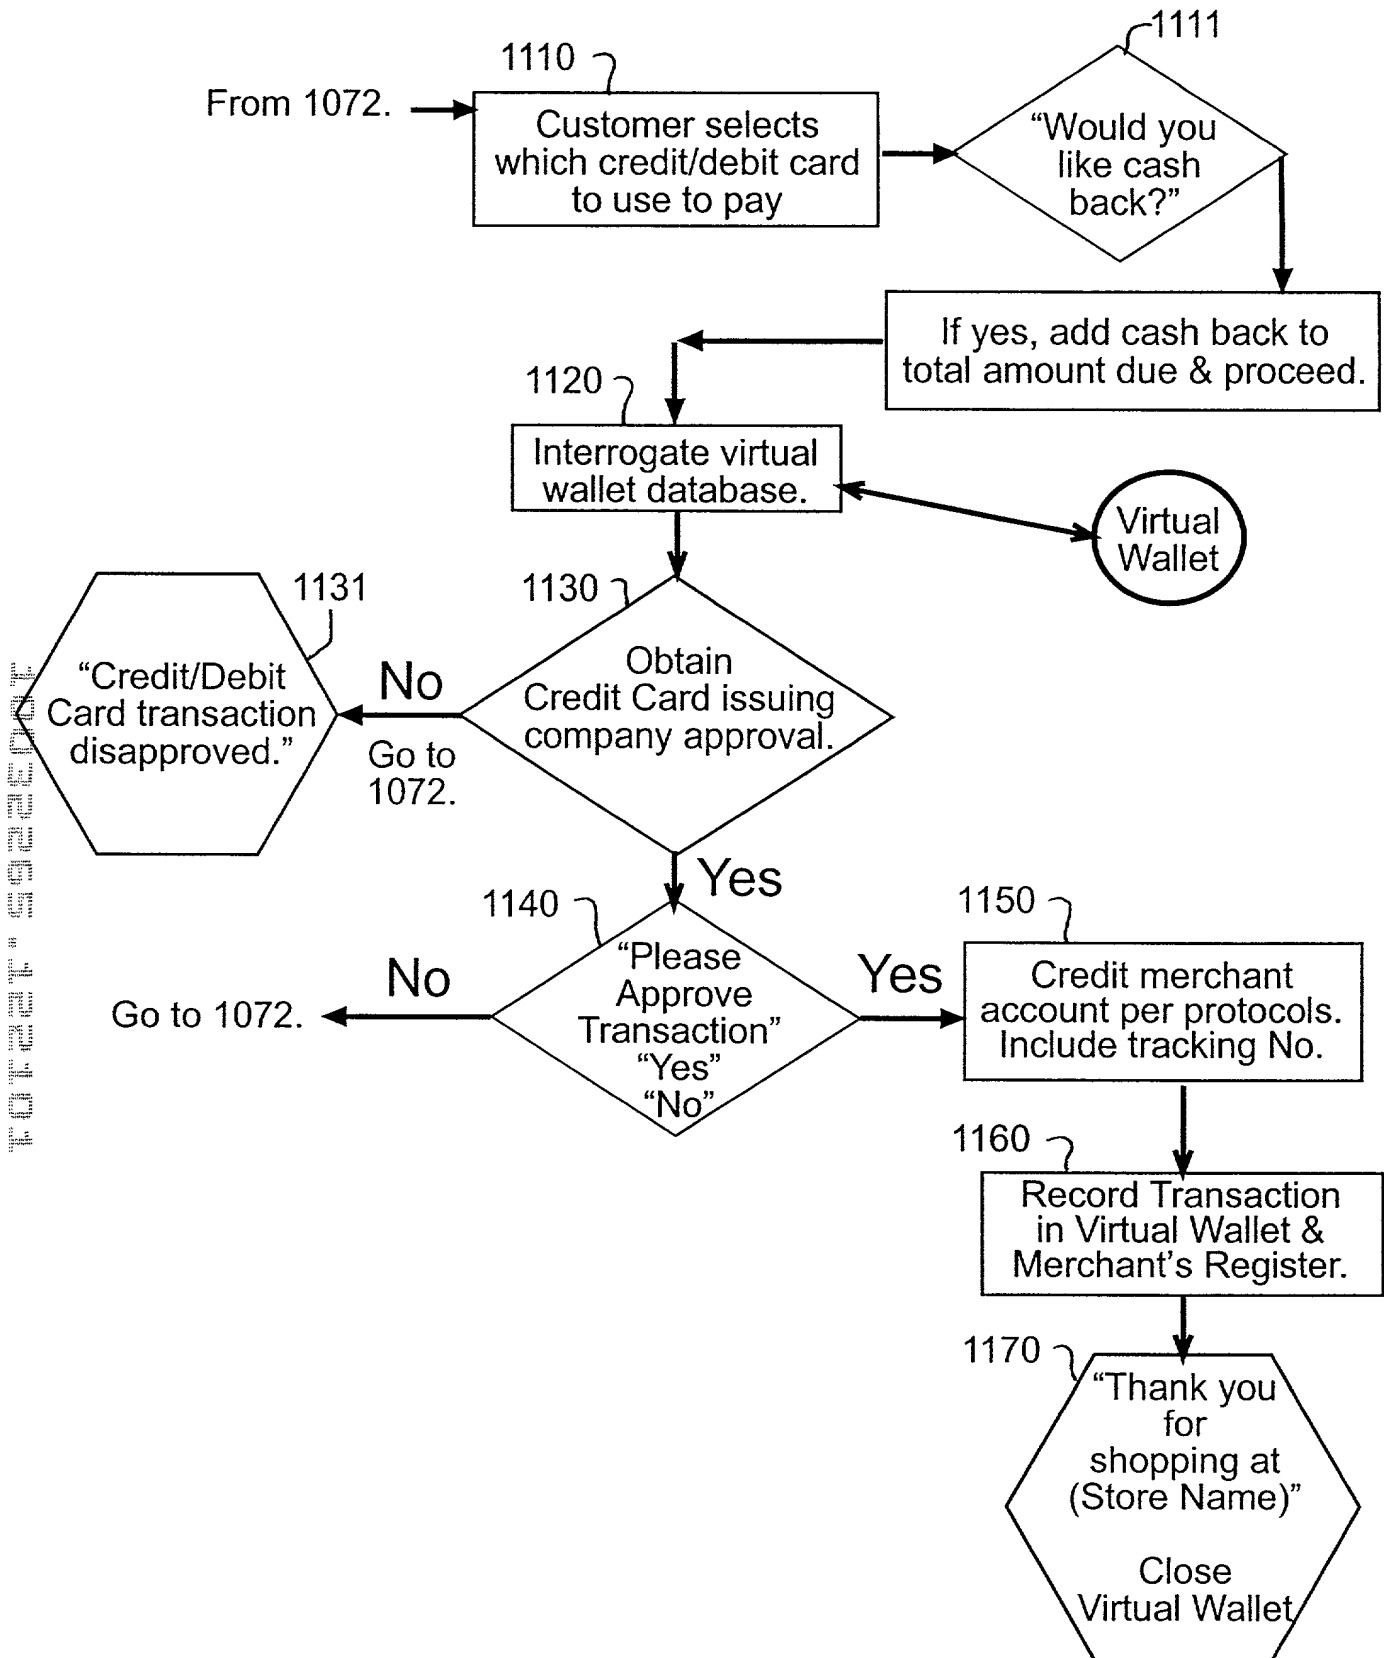 1111
1110
From 1072.
Customer selects
which credit/debit card
to use to pay
“Would you
like cash
back?”
If yes, add cash back to
total amount due & proceed.
1120
Interrogate virtual
wallet database.
Virtual
Wallet
1131
1130
“Credit/Debit
Card transaction
disapproved.”
No
Go to
1072.
Obtain
Credit Card issuing
company approval.
Yes
1140
1150
“Please
Approve
Transaction”
“Yes”
“No”
No
Go to 1072.
Yes
Credit merchant
account per protocols.
Include tracking No.
1160
Record Transaction
in Virtual Wallet &
Merchant’s Register.
1170
“Thank you
for
shopping at
(Store Name)”
Close
Virtual Wallet